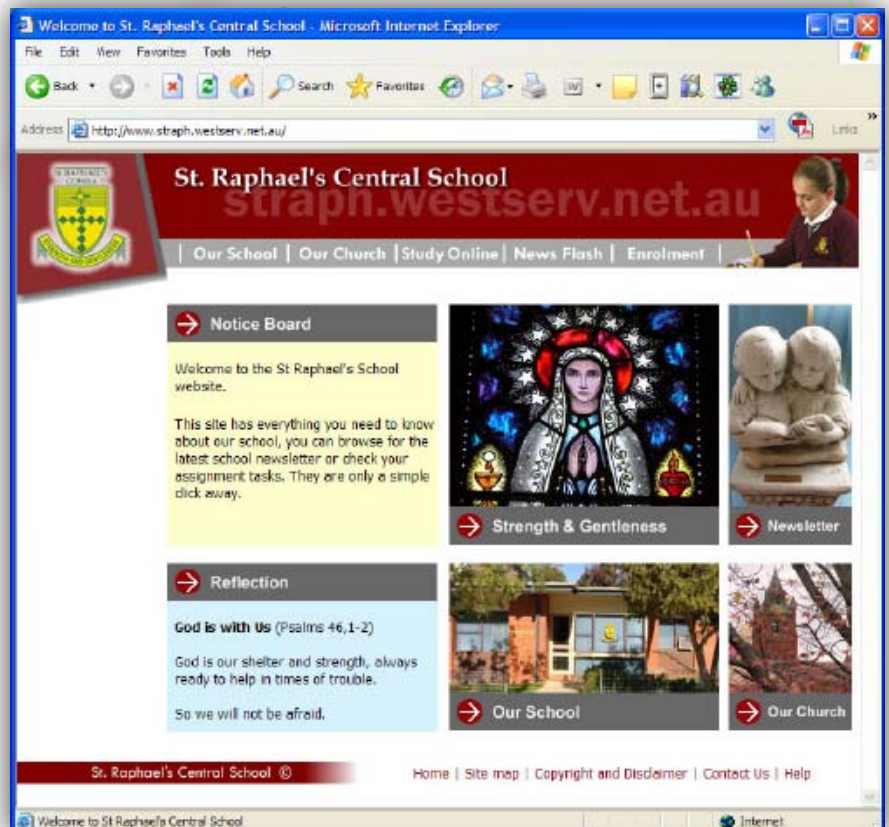 Welcome to St. Raphael's Central School - Microsoft Internet Explorer
File Edit View Favorites Tools Help
Back Search Favorites
Address http://www.straph.westserv.net.au/ Links
ST RAPHAEL'S
COWRA
STRENGTH AND GENTLENESS
St. Raphael's Central School
straph.westserv.net.au
Our School | Our Church | Study Online | News Flash | Enrolment |
Notice Board
Welcome to the St Raphael's School
website.
This site has everything you need to know
about our school, you can browse for the
latest school newsletter or check your
assignment tasks. They are only a simple
click away.
Strength & Gentleness
Newsletter
Reflection
God is with Us (Psalms 46,1-2)
God is our shelter and strength, always
ready to help in times of trouble.
So we will not be afraid.
Our School
Our Church
St. Raphael's Central School ©
Home | Site map | Copyright and Disclaimer | Contact Us | Help
Welcome to St Raphael's Central School Internet